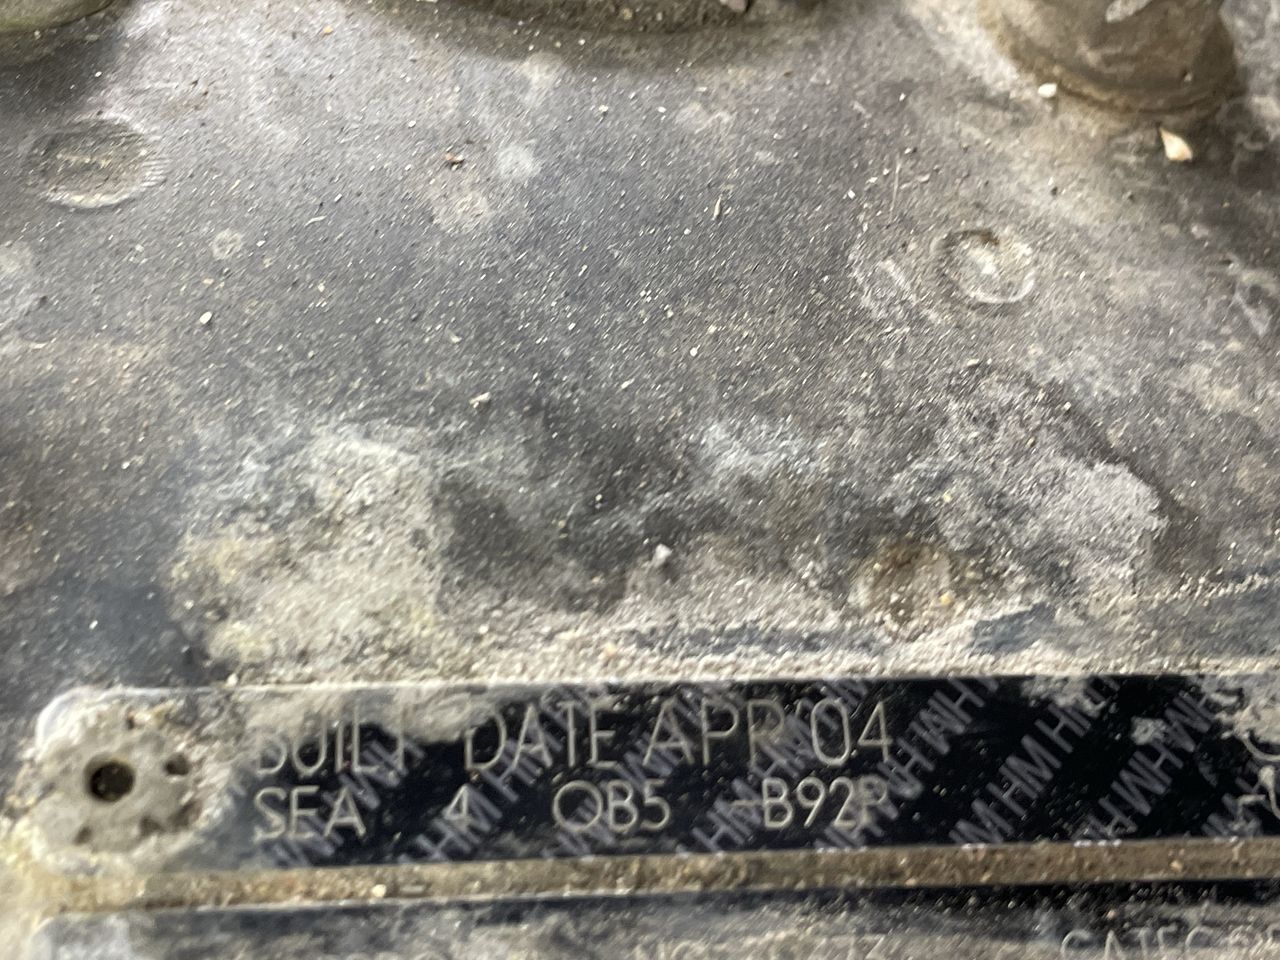 BUILT DATE APR'04
SEA 4 QB5 -B92P